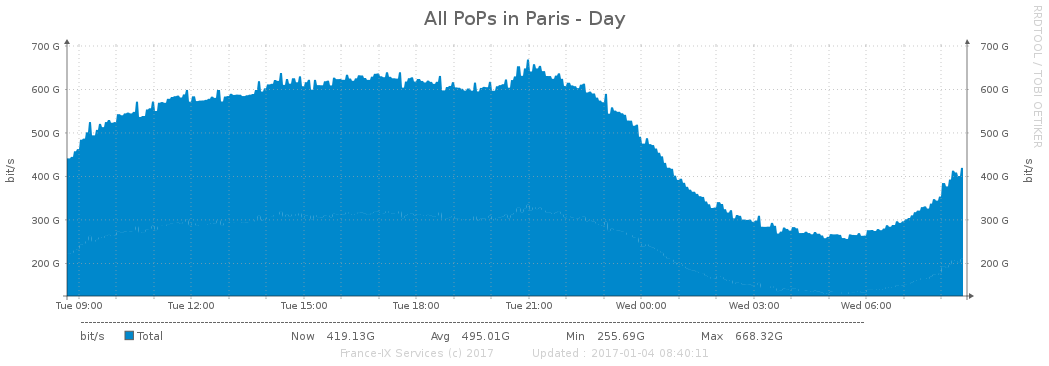 All PoPs in Paris - Day
RRDTOOL / TOBI OETIKER
700 G 700 G
600 G 600 G
500 G 500 G
400 G 400 G
300 G 300 G
200 G 200 G
bit/s bit/s
Tue 09:00 Tue 12:00 Tue 15:00 Tue 18:00 Tue 21:00 Wed 00:00 Wed 03:00 Wed 06:00
bit/s Total Now 419.13G Avg 495.01G Min 255.69G Max 668.32G
France-IX Services (c) 2017 Updated : 2017-01-04 08:40:11